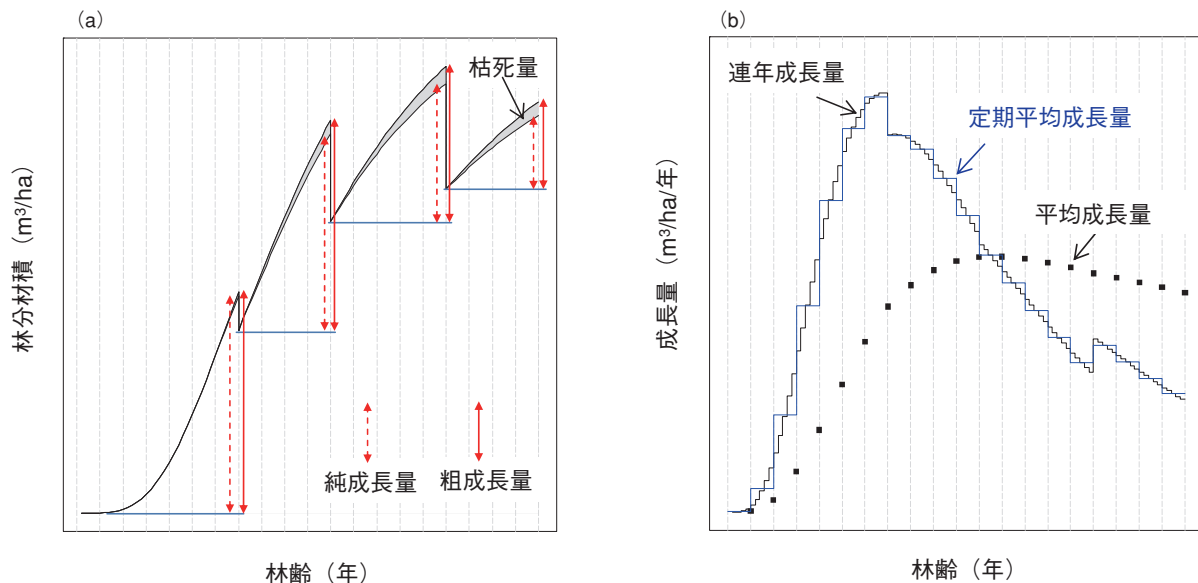 (a)
枯死量
林分材積(m³/ha)
純成長量
粗成長量
林齢(年)
(b)
連年成長量
定期平均成長量
平均成長量
成長量(m³/ha/年)
林齢(年)